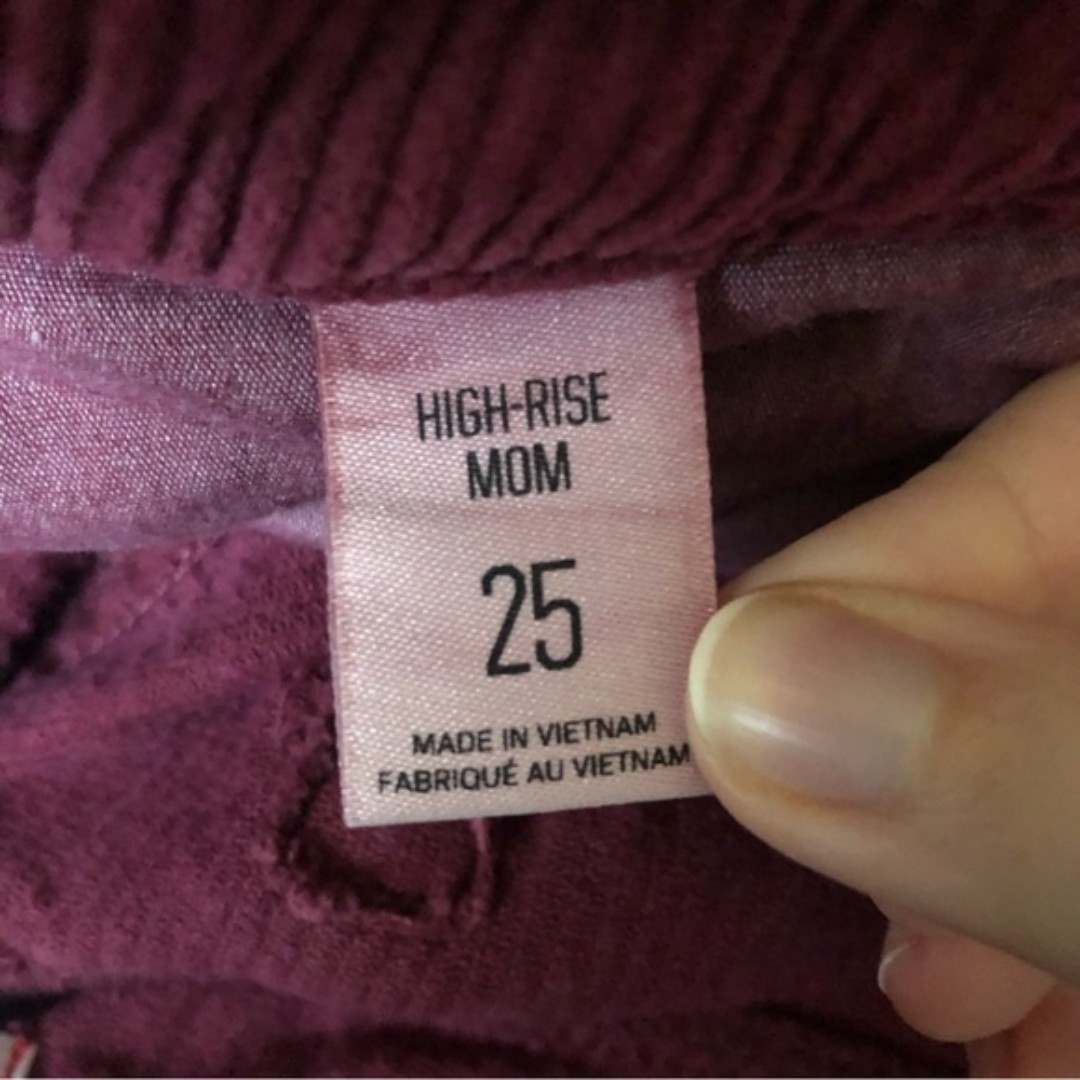 HIGH-RISE
MOM
25
MADE IN VIETNAM
FABRIQUÉ AU VIETNAM